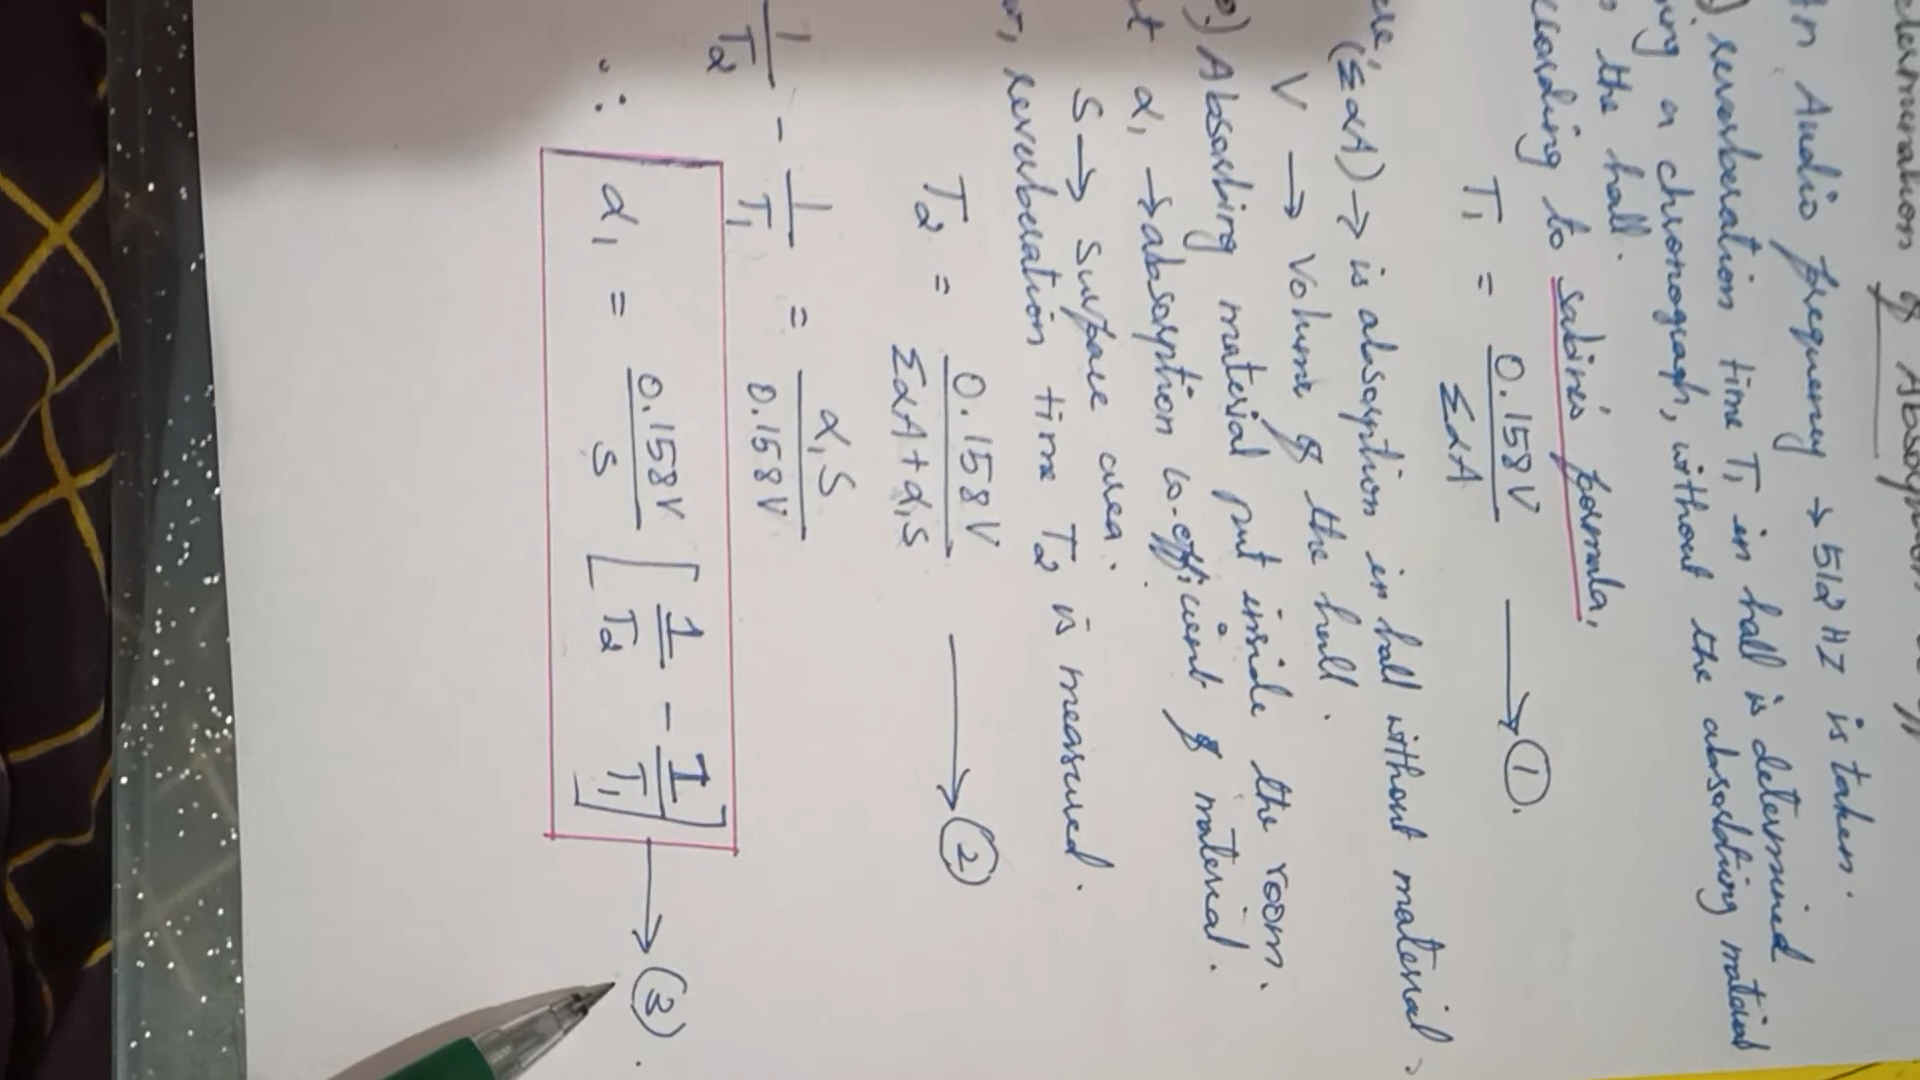 of Absorption
An Audio frequency → 512 HZ is taken.
) reverberation time T₁ in hall is determined
a chronograph, without the absorbing material
the hall.
to Sabine's formula,
T₁ = 0.158V / ΣαA → ①.
(ΣαA) → is absorption in hall without material.
V → Volume of the hall.
) Absorbing material put inside the room.
α₁ → absorption co-efficient of material.
S → Surface area.
reverberation time T₂ is measured.
T₂ = 0.158V / ΣαA + α₁S → ②
1/T₂ - 1/T₁ = α₁S / 0.158V
∴ α₁ = 0.158V / S [1/T₂ - 1/T₁] → ③.